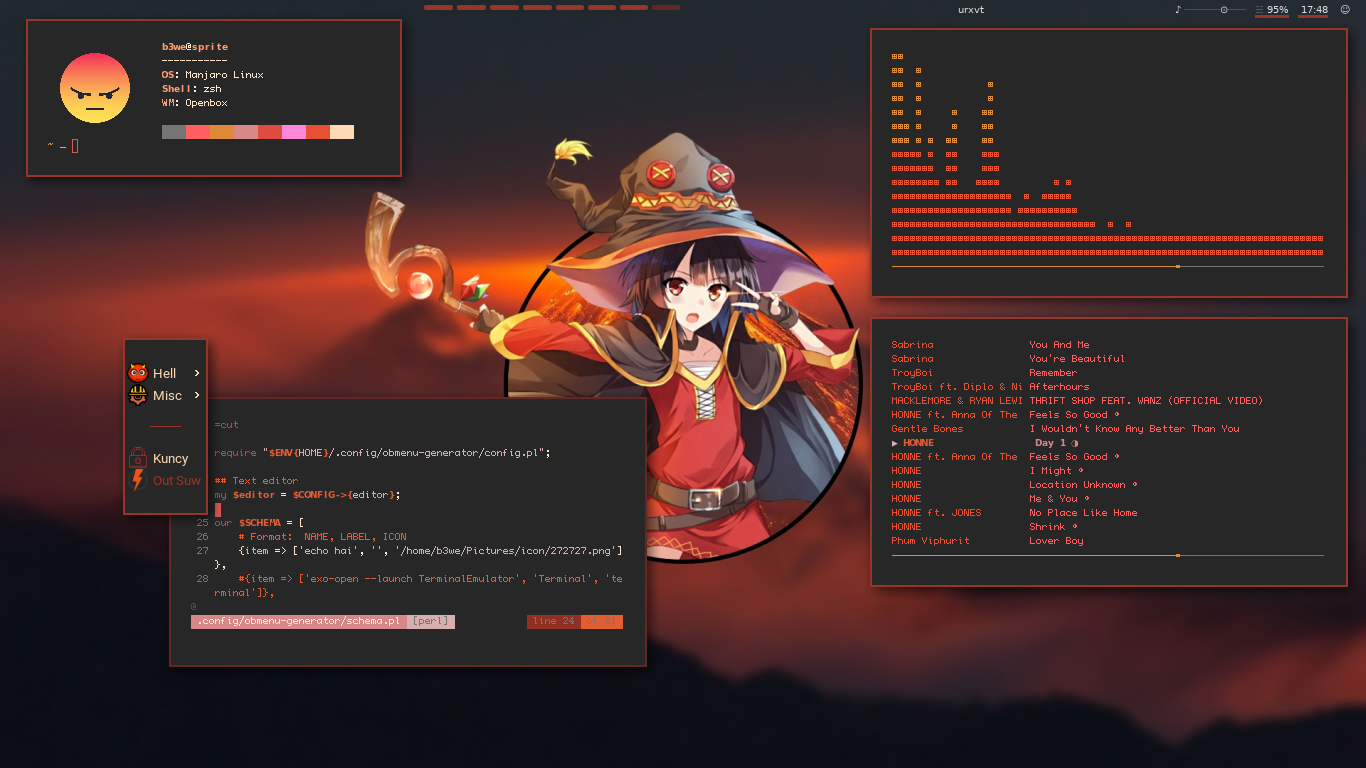 urxvt
95%
17:48
b3we@sprite
-----------
OS: Manjaro Linux
Shell: zsh
WM: Openbox
~ —
Hell
Misc
Kuncy
Out Suw
=cut
require "$ENV{HOME}/.config/obmenu-generator/config.pl";
## Text editor
my $editor = $CONFIG->{editor};
25 our $SCHEMA = [
26 # Format: NAME, LABEL, ICON
27 {item => ['echo hai', '', '/home/b3we/Pictures/icon/272727.png']
},
28 #{item => ['exo-open --launch TerminalEmulator', 'Terminal', 'te
rminal']},
@
.config/obmenu-generator/schema.pl [perl] line 24
Sabrina You And Me
Sabrina You're Beautiful
TroyBoi Remember
TroyBoi ft. Diplo & Ni Afterhours
MACKLEMORE & RYAN LEWI THRIFT SHOP FEAT. WANZ (OFFICIAL VIDEO)
HONNE ft. Anna Of The Feels So Good
Gentle Bones I Wouldn't Know Any Better Than You
▶ HONNE Day 1 ◑
HONNE ft. Anna Of The Feels So Good
HONNE I Might
HONNE Location Unknown
HONNE Me & You
HONNE ft. JONES No Place Like Home
HONNE Shrink
Phum Viphurit Lover Boy